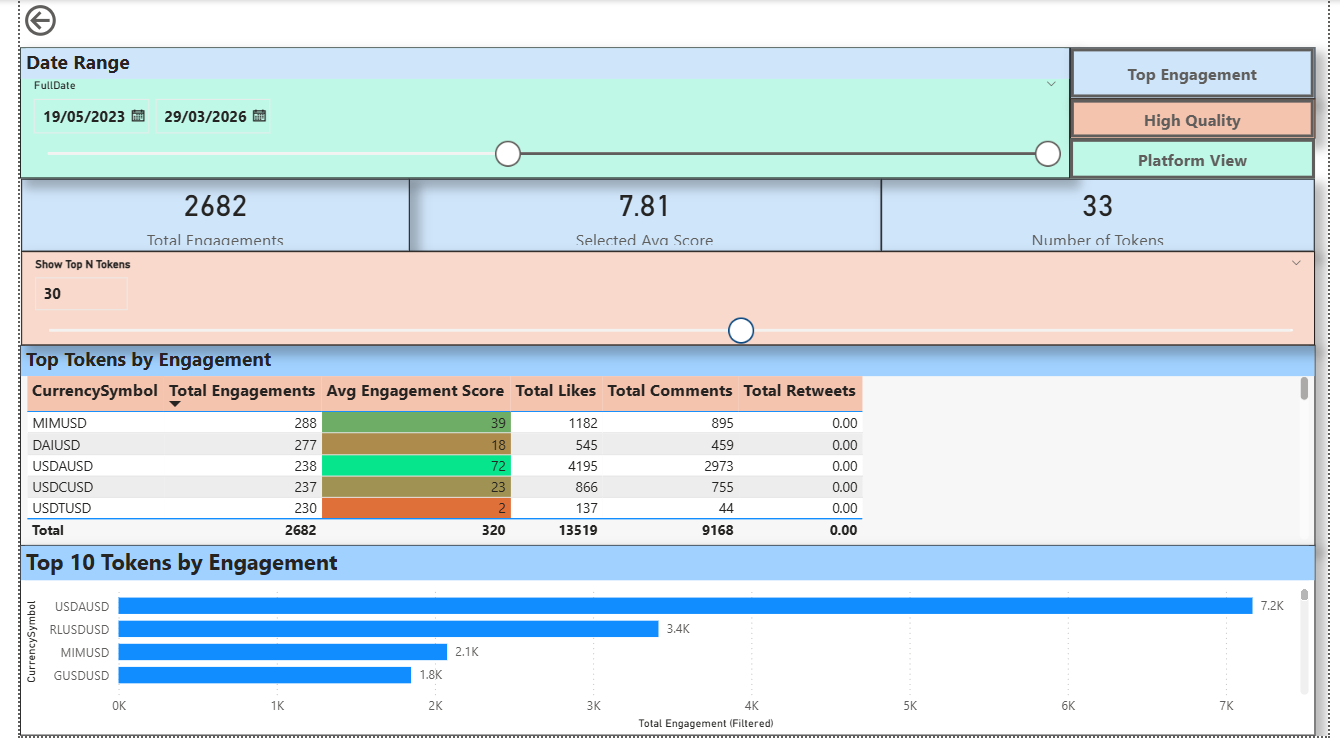 Date Range
FullDate
19/05/2023 29/03/2026
Top Engagement
High Quality
Platform View
2682
Total Engagements
7.81
Selected Avg Score
33
Number of Tokens
Show Top N Tokens
30
Top Tokens by Engagement
CurrencySymbol Total Engagements Avg Engagement Score Total Likes Total Comments Total Retweets
MIMUSD 288 39 1182 895 0.00
DAIUSD 277 18 545 459 0.00
USDAUSD 238 72 4195 2973 0.00
USDCUSD 237 23 866 755 0.00
USDTUSD 230 2 137 44 0.00
Total 2682 320 13519 9168 0.00
Top 10 Tokens by Engagement
CurrencySymbol
USDAUSD 7.2K
RLUSDUSD 3.4K
MIMUSD 2.1K
GUSDUSD 1.8K
0K 1K 2K 3K 4K 5K 6K 7K
Total Engagement (Filtered)